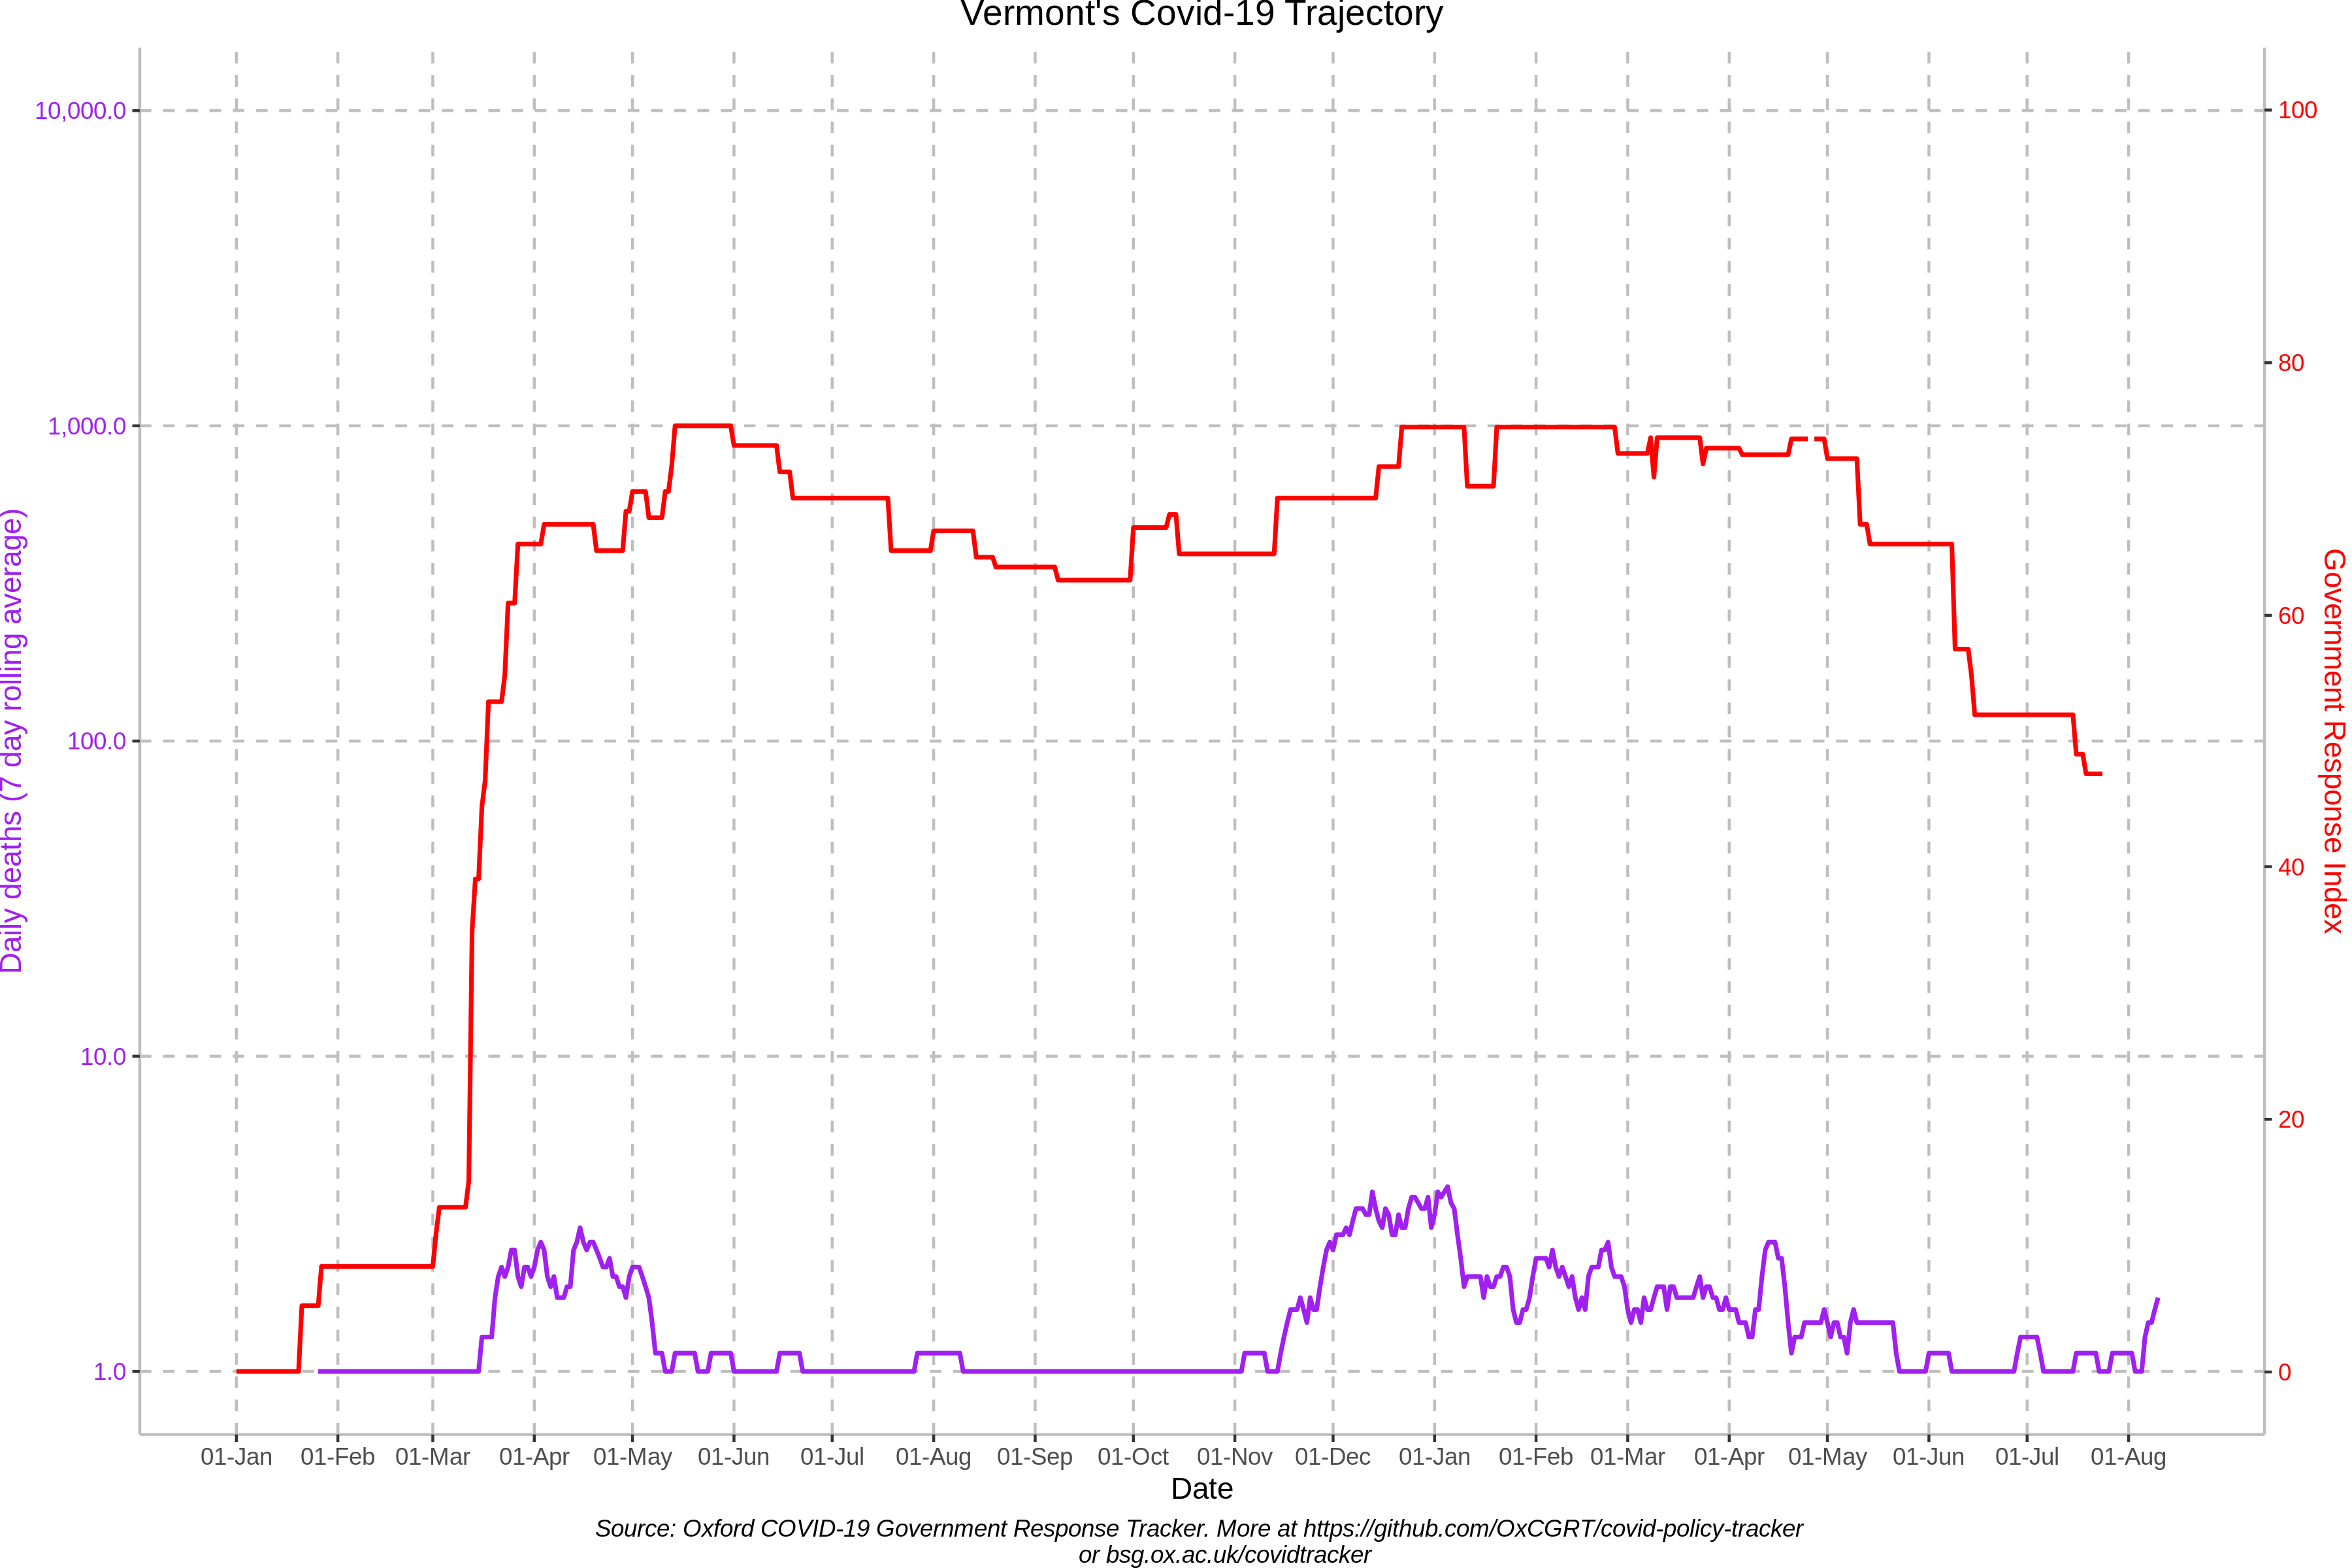 Vermont's Covid-19 Trajectory
10,000.0
1,000.0
100.0
10.0
1.0
Daily deaths (7 day rolling average)
100
80
60
40
20
0
Government Response Index
01-Jan 01-Feb 01-Mar 01-Apr 01-May 01-Jun 01-Jul 01-Aug 01-Sep 01-Oct 01-Nov 01-Dec 01-Jan 01-Feb 01-Mar 01-Apr 01-May 01-Jun 01-Jul 01-Aug
Date
Source: Oxford COVID-19 Government Response Tracker. More at https://github.com/OxCGRT/covid-policy-tracker
or bsg.ox.ac.uk/covidtracker